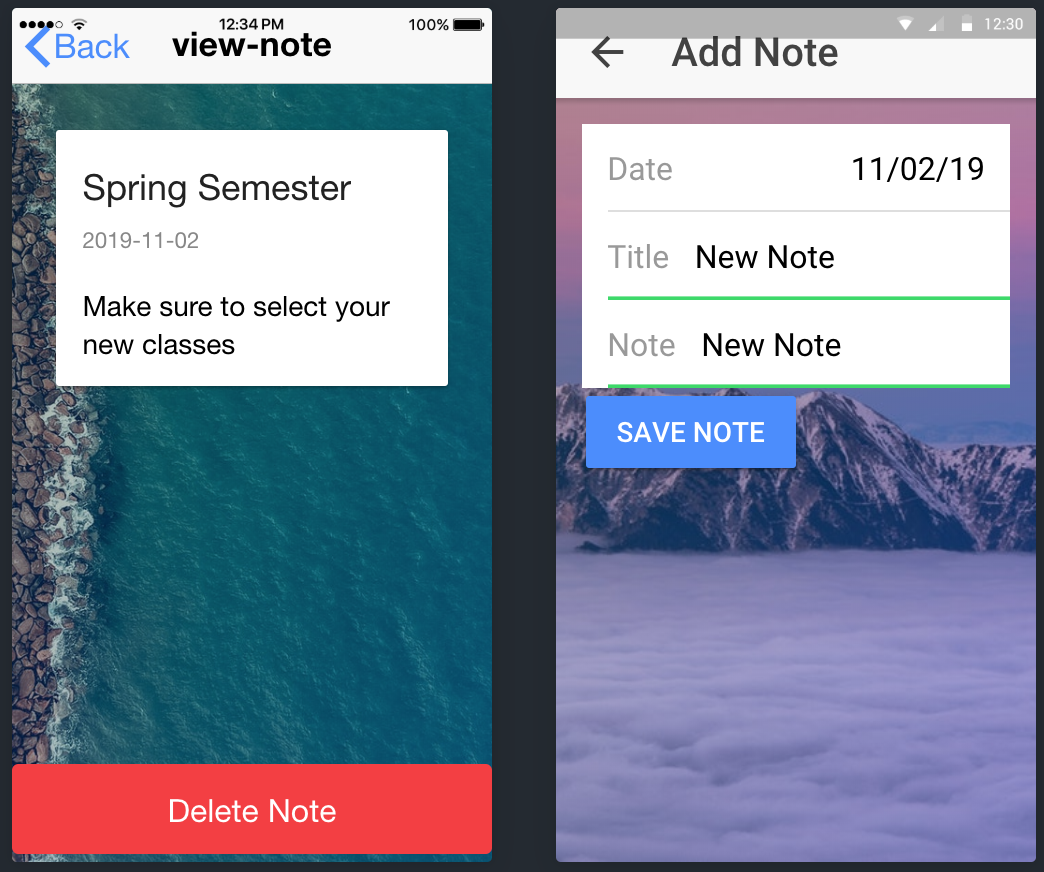 12:34 PM
100%
Back
view-note
Spring Semester
2019-11-02
Make sure to select your
new classes
Delete Note
12:30
Add Note
Date 11/02/19
Title New Note
Note New Note
SAVE NOTE